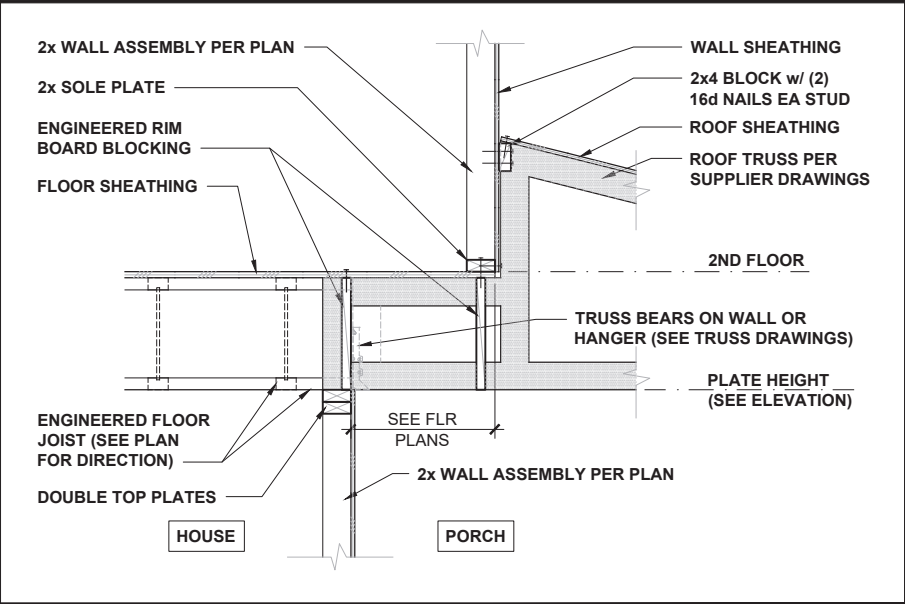 2x WALL ASSEMBLY PER PLAN
2x SOLE PLATE
ENGINEERED RIM
BOARD BLOCKING
FLOOR SHEATHING
WALL SHEATHING
2x4 BLOCK w/ (2)
16d NAILS EA STUD
ROOF SHEATHING
ROOF TRUSS PER
SUPPLIER DRAWINGS
2ND FLOOR
TRUSS BEARS ON WALL OR
HANGER (SEE TRUSS DRAWINGS)
PLATE HEIGHT
(SEE ELEVATION)
ENGINEERED FLOOR
JOIST (SEE PLAN
FOR DIRECTION)
DOUBLE TOP PLATES
SEE FLR
PLANS
2x WALL ASSEMBLY PER PLAN
HOUSE
PORCH